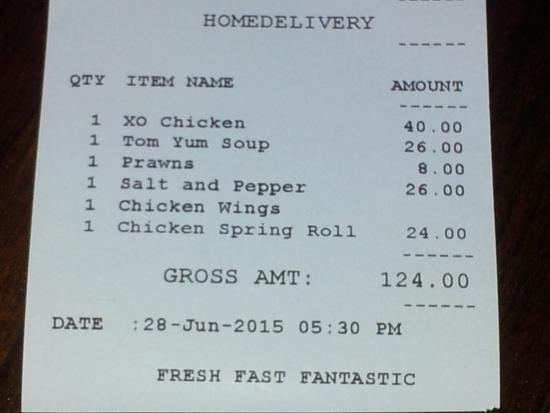 HOMEDELIVERY
QTY ITEM NAME AMOUNT
1 XO Chicken 40.00
1 Tom Yum Soup 26.00
1 Prawns 8.00
1 Salt and Pepper 26.00
1 Chicken Wings
1 Chicken Spring Roll 24.00
GROSS AMT: 124.00
DATE :28-Jun-2015 05:30 PM
FRESH FAST FANTASTIC